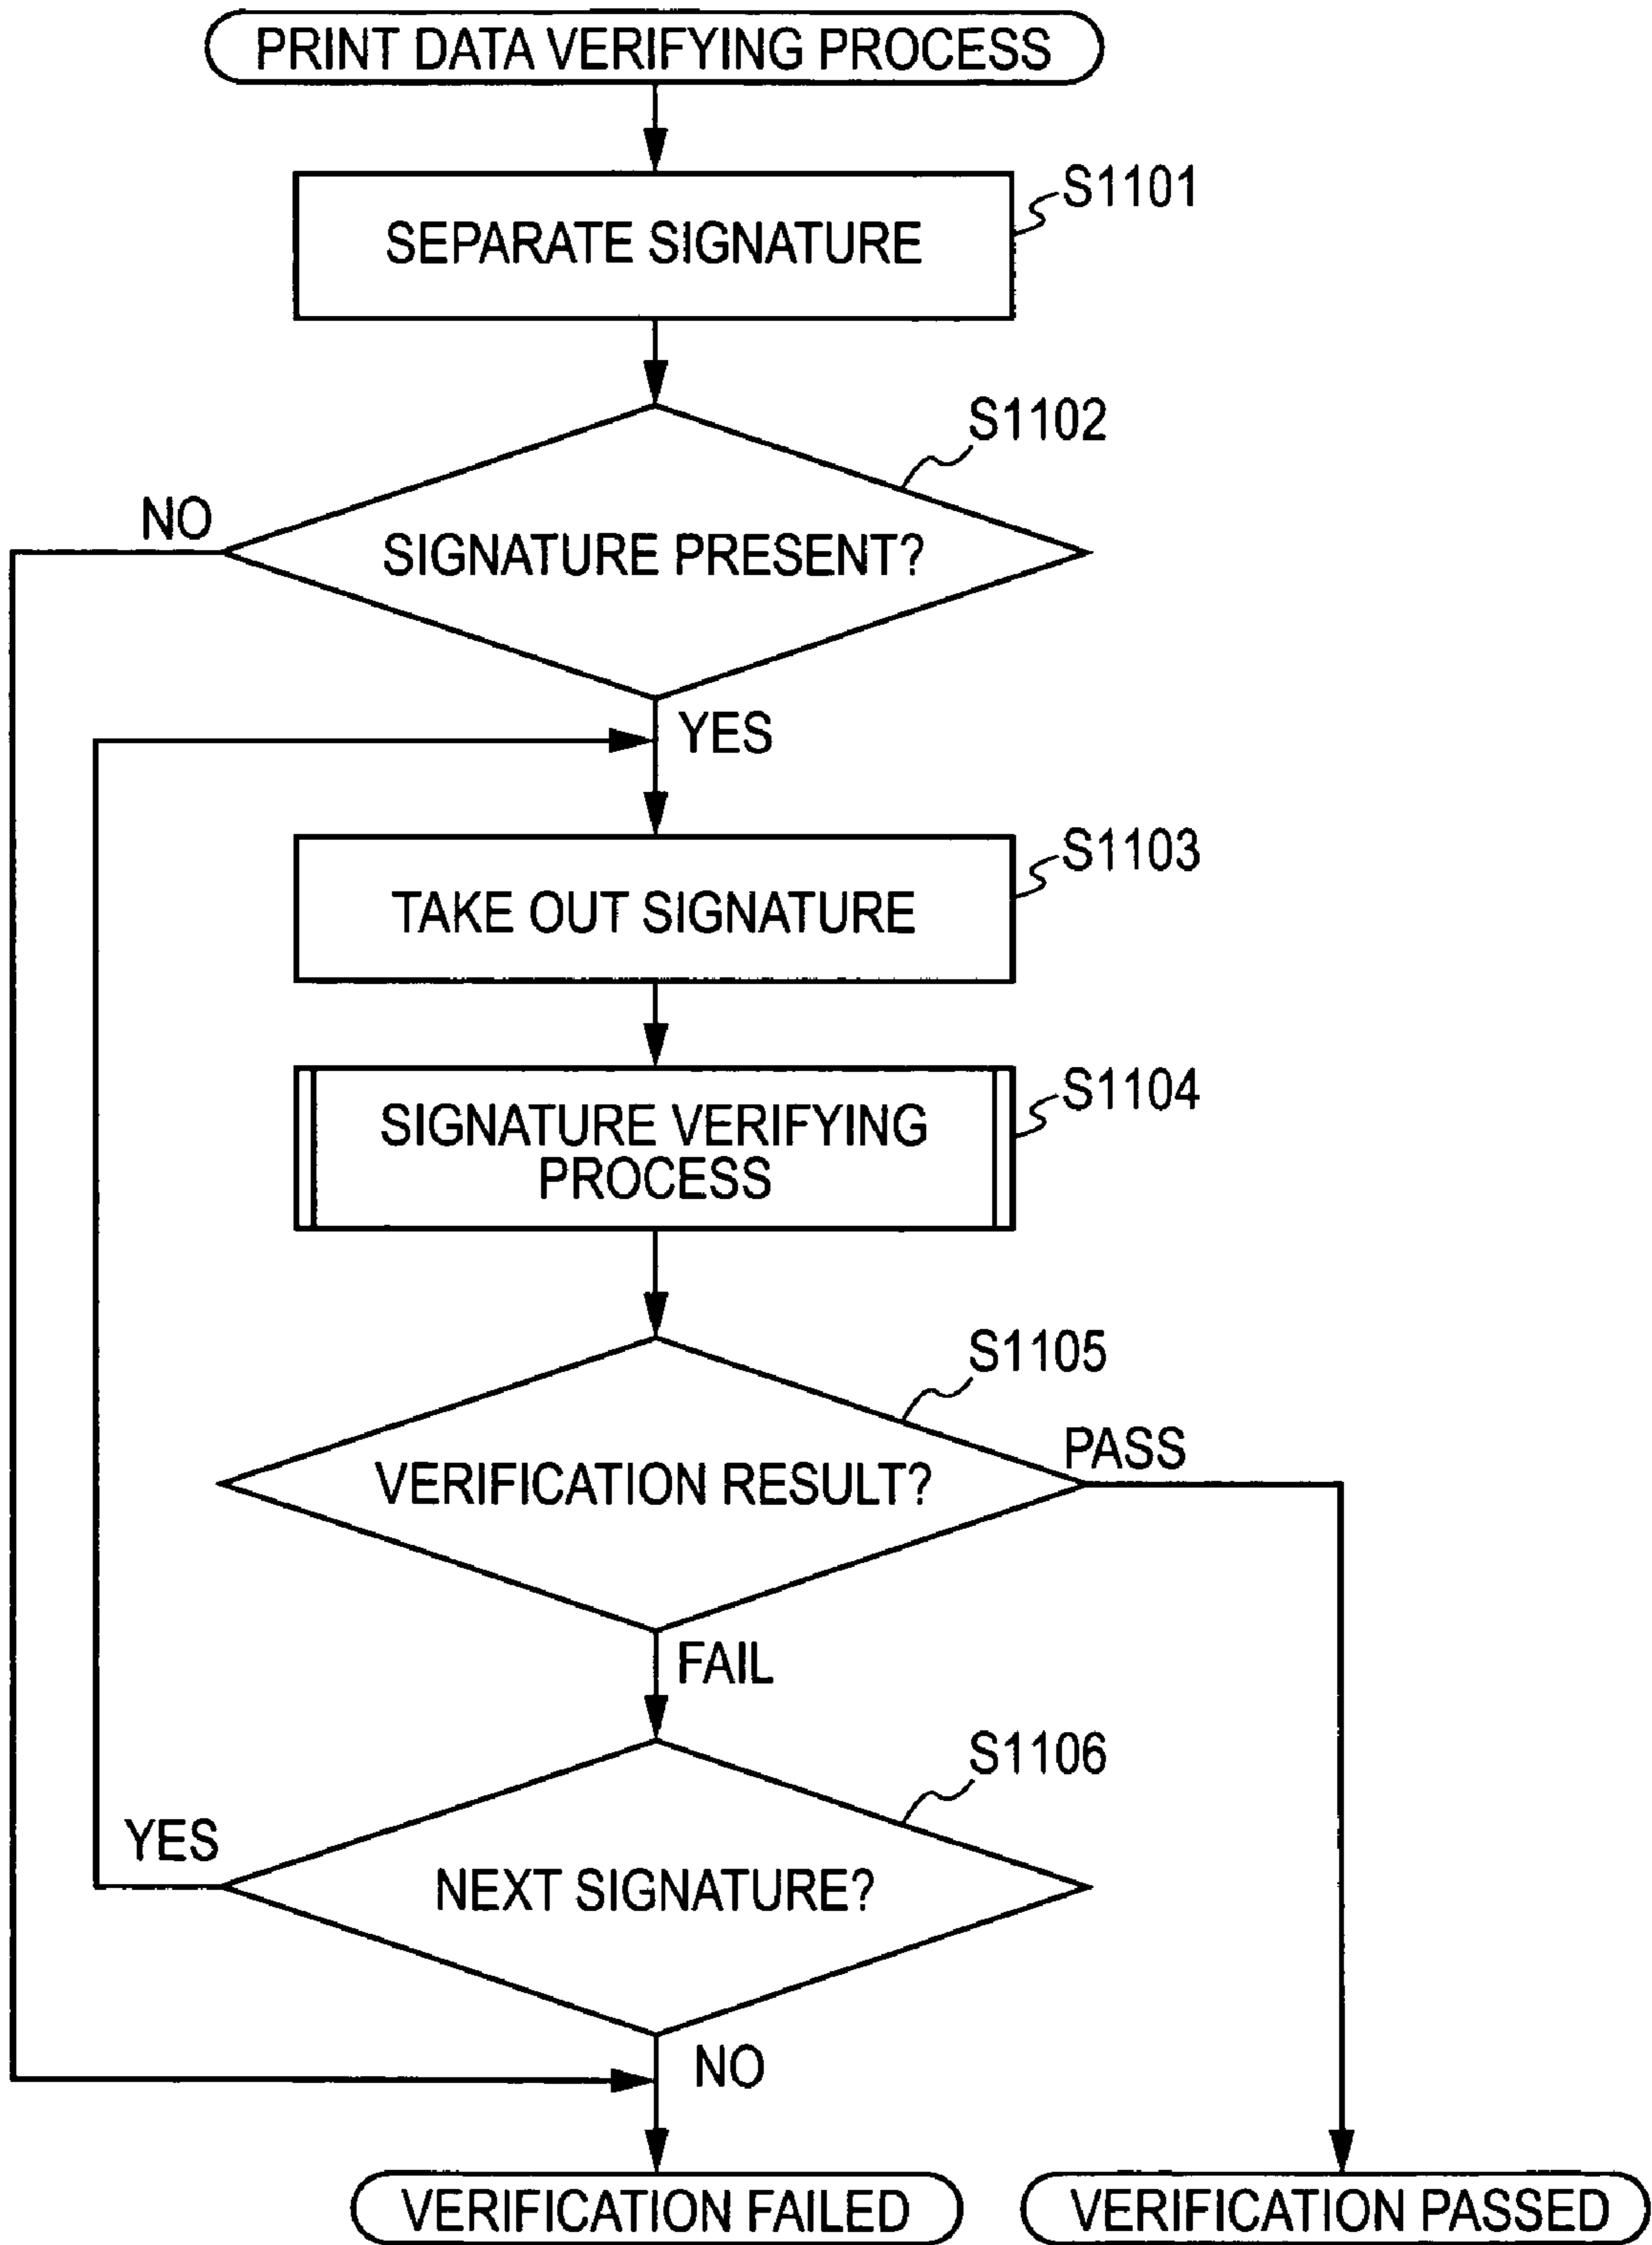 PRINT DATA VERIFYING PROCESS
S1101
SEPARATE SIGNATURE
S1102
NO
SIGNATURE PRESENT?
YES
S1103
TAKE OUT SIGNATURE
S1104
SIGNATURE VERIFYING
PROCESS
S1105
PASS
VERIFICATION RESULT?
FAIL
S1106
YES
NEXT SIGNATURE?
NO
VERIFICATION FAILED
VERIFICATION PASSED